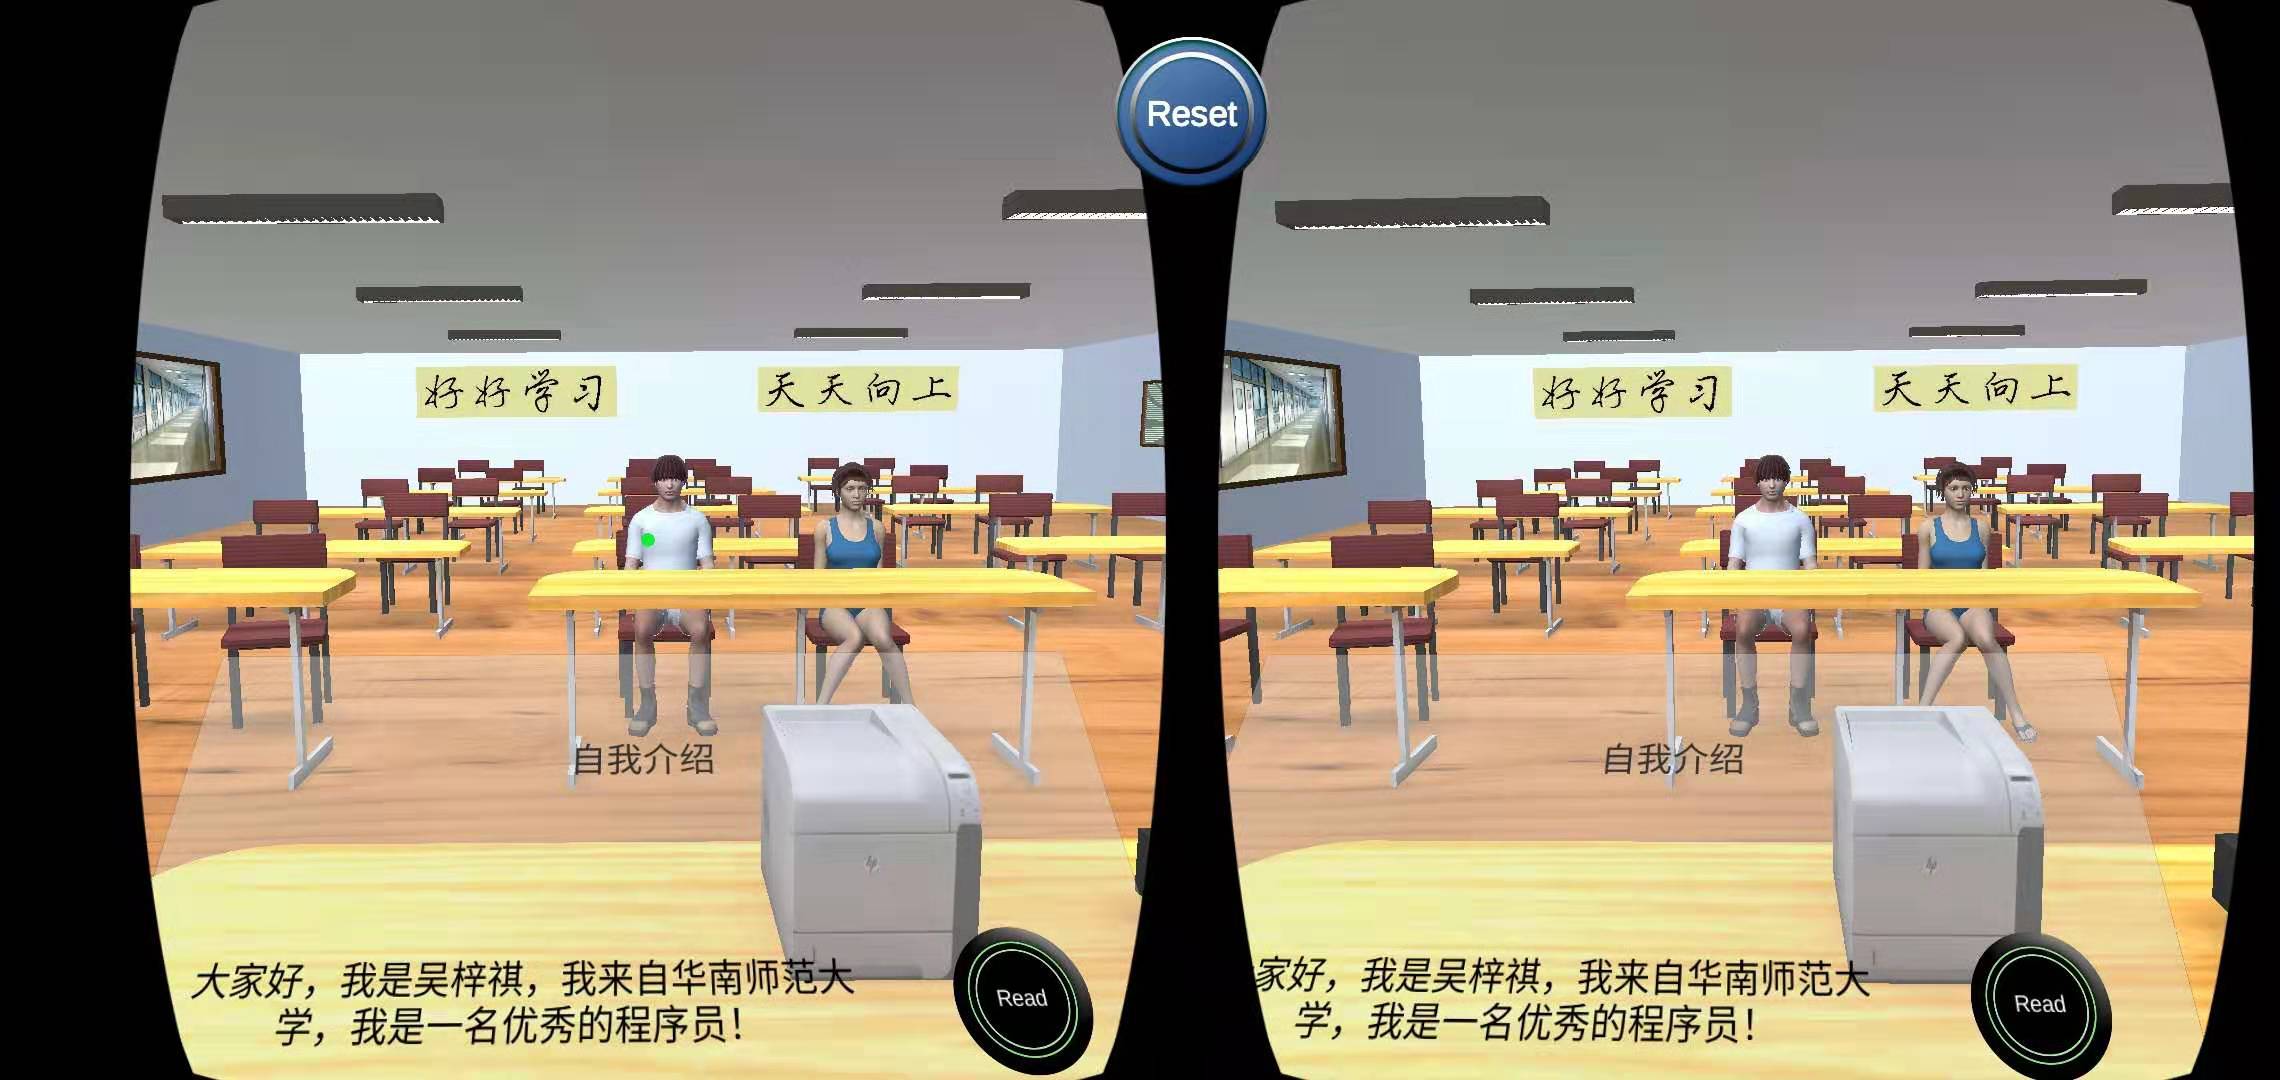 Reset
好好学习
天天向上
好好学习
天天向上
自我介绍
自我介绍
大家好，我是吴梓祺，我来自华南师范大
学，我是一名优秀的程序员！
Read
家好，我是吴梓祺，我来自华南师范大
学，我是一名优秀的程序员！
Read
hp
hp